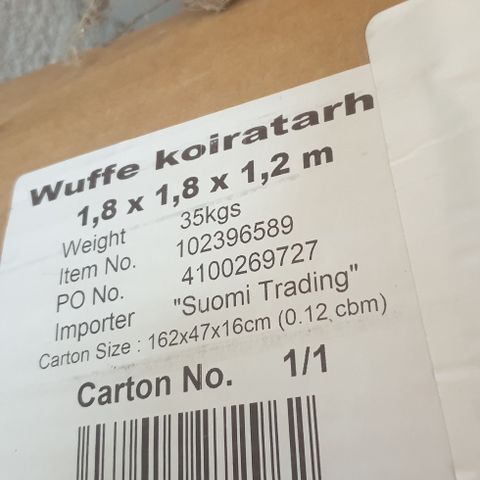 Wuffe koiratarh
1,8 x 1,8 x 1,2 m
Weight 35kgs
Item No. 102396589
PO No. 4100269727
Importer "Suomi Trading"
Carton Size : 162x47x16cm (0.12 cbm)
Carton No. 1/1